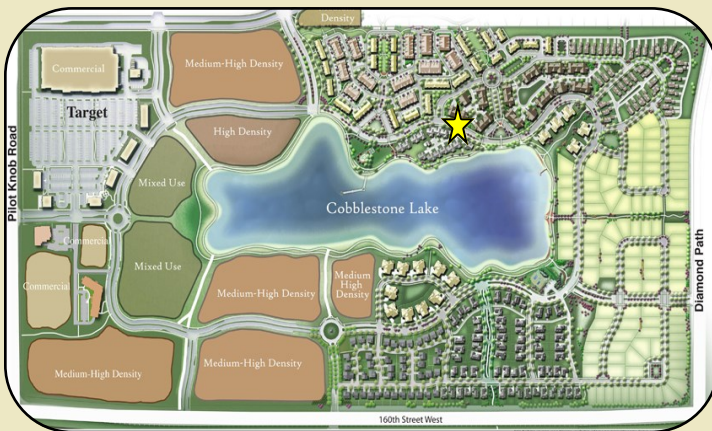 Density
Commercial
Medium-High Density
Target
High Density
Pilot Knob Road
Mixed Use
Cobblestone Lake
Commercial
Mixed Use
Commercial
Medium-High Density
Medium
High
Density
Diamond Path
Medium-High Density
Medium-High Density
160th Street West